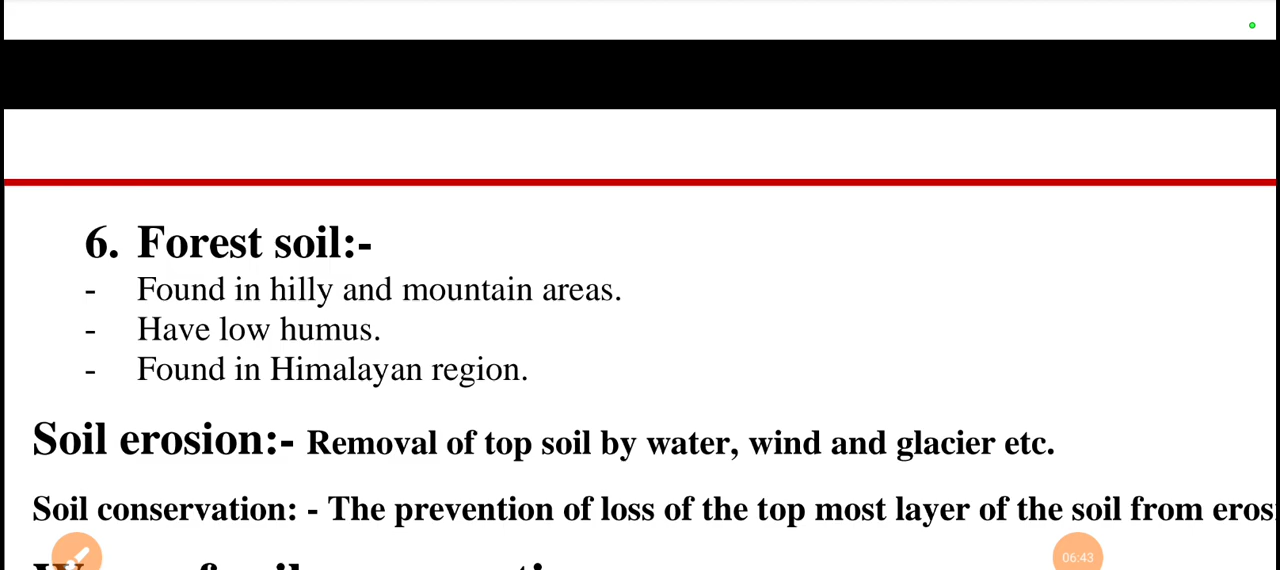 6. Forest soil:-
- Found in hilly and mountain areas.
- Have low humus.
- Found in Himalayan region.
Soil erosion:- Removal of top soil by water, wind and glacier etc.
Soil conservation: - The prevention of loss of the top most layer of the soil from eros
06:43